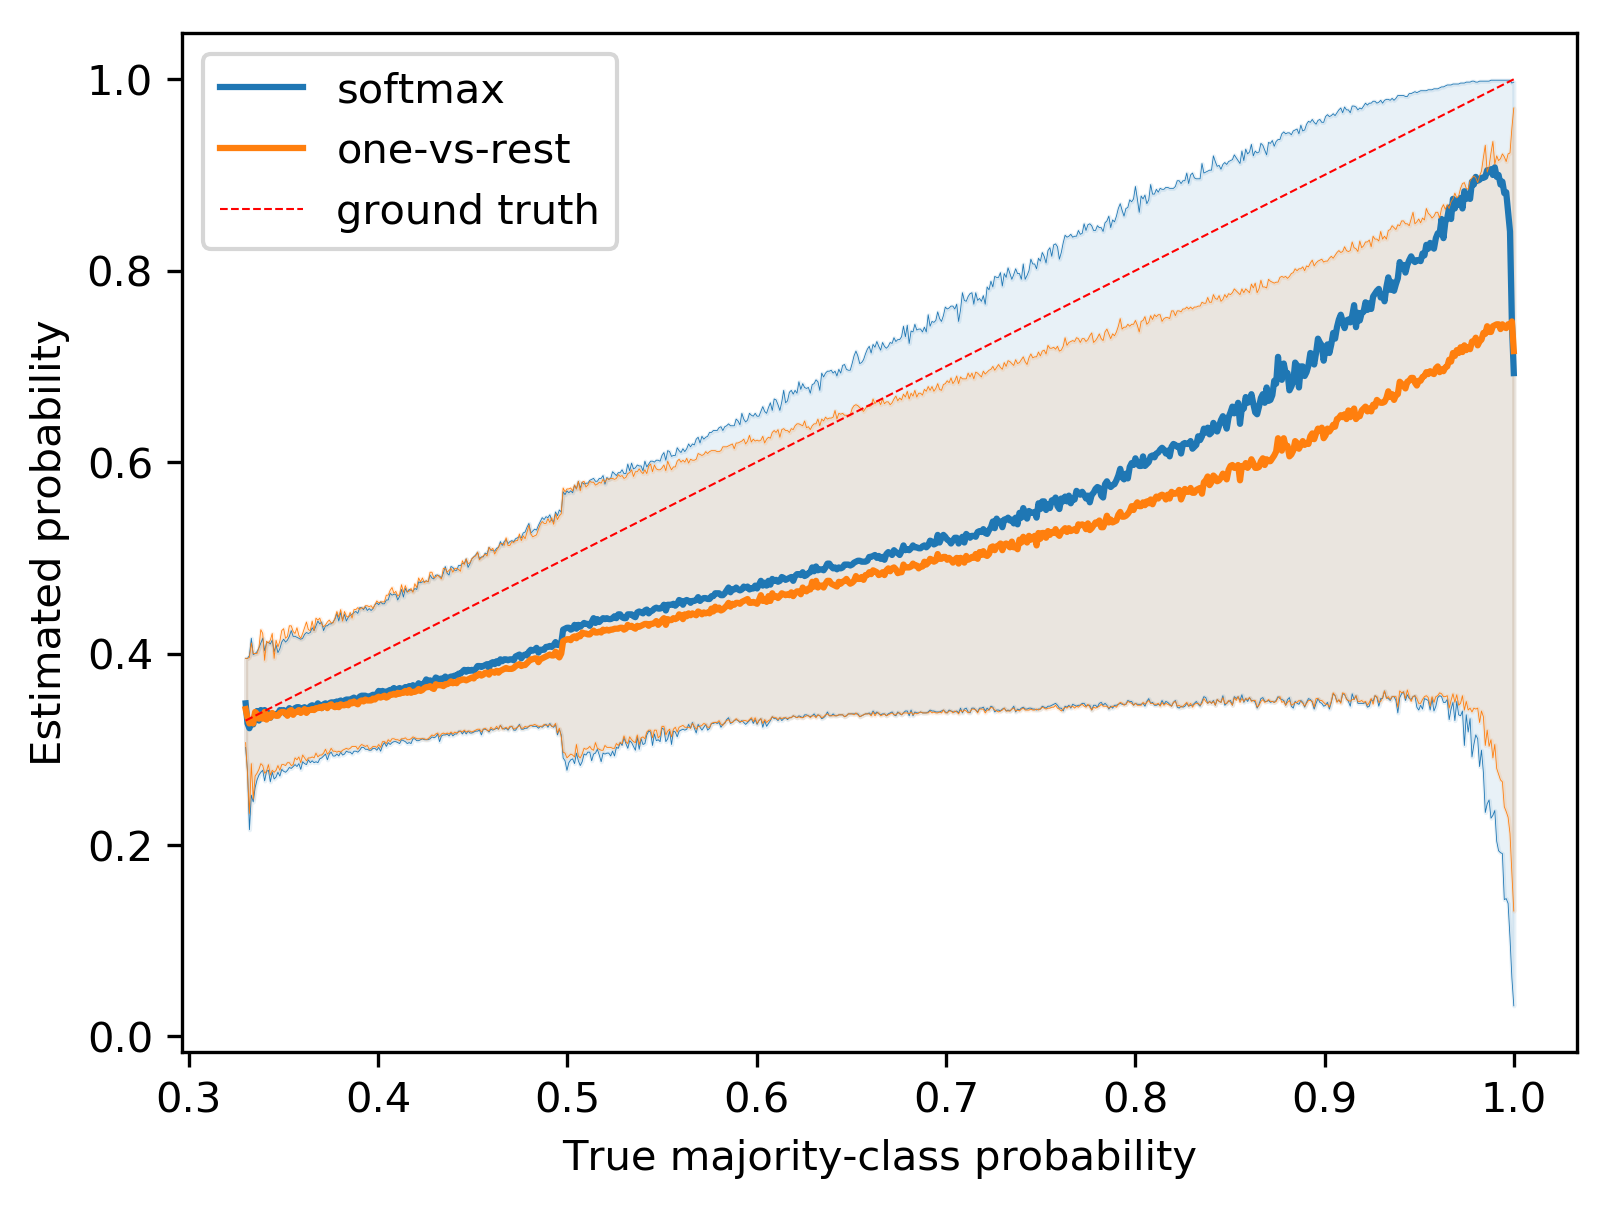 softmax
one-vs-rest
ground truth
Estimated probability
1.0
0.8
0.6
0.4
0.2
0.0
0.3 0.4 0.5 0.6 0.7 0.8 0.9 1.0
True majority-class probability